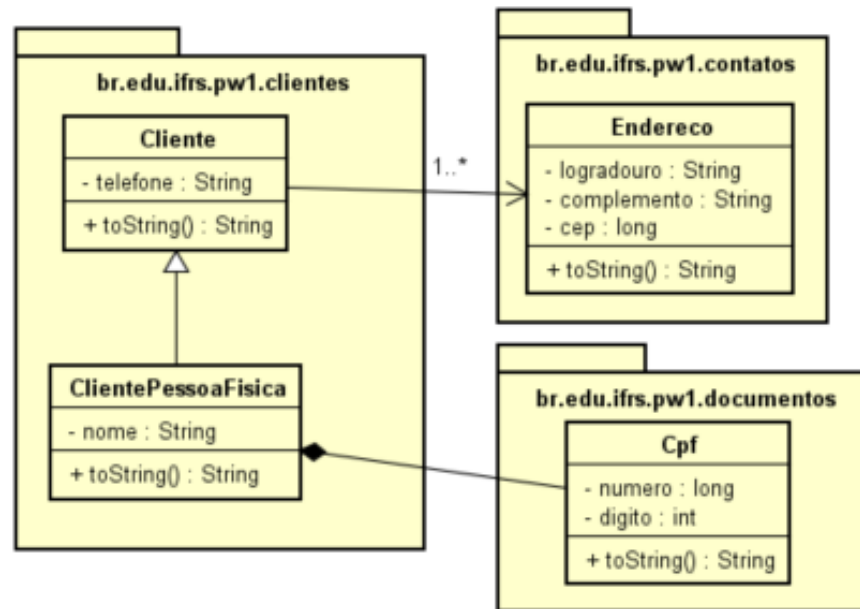 br.edu.ifrs.pw1.clientes
Cliente
- telefone : String
+ toString() : String
ClientePessoaFisica
- nome : String
+ toString() : String
1..*
br.edu.ifrs.pw1.contatos
Endereco
- logradouro : String
- complemento : String
- cep : long
+ toString() : String
br.edu.ifrs.pw1.documentos
Cpf
- numero : long
- digito : int
+ toString() : String